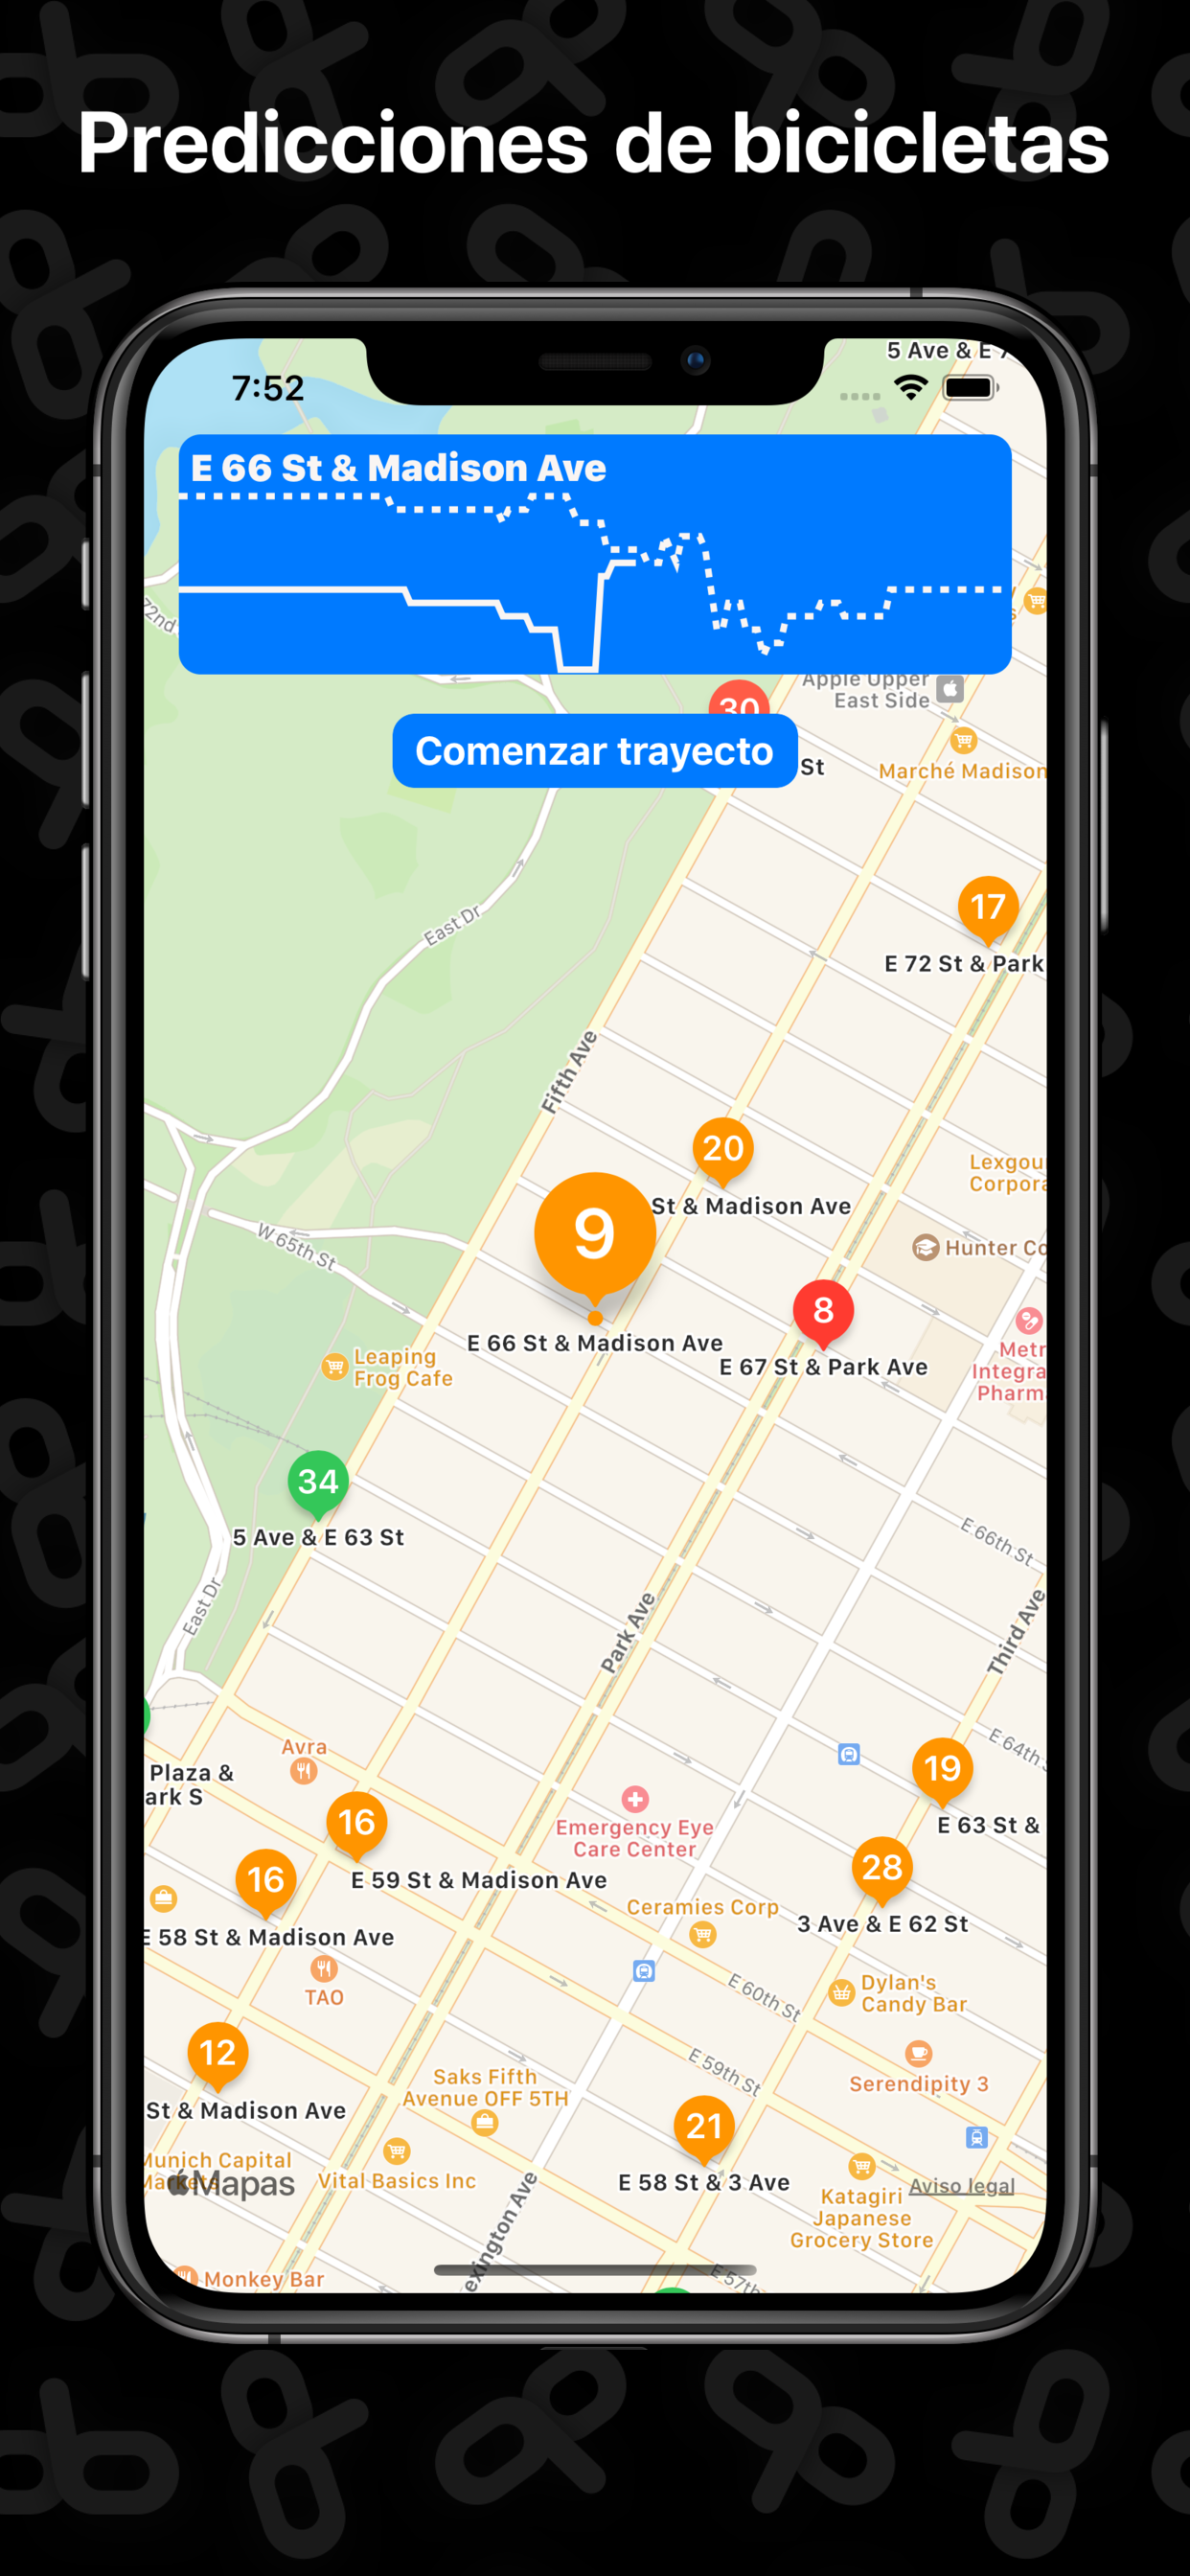 Predicciones de bicicletas
5 Ave & E 7
7:52
E 66 St & Madison Ave
72nd
Apple Upper
East Side
30
Comenzar trayecto
St
Marché Madison
17
E 72 St & Park
East Dr
Fifth Ave
20
St & Madison Ave
Lexgou
Corpora
9
W 65th St
Hunter Co
8
E 66 St & Madison Ave
E 67 St & Park Ave
Metr
Integra
Pharm
Leaping
Frog Cafe
34
5 Ave & E 63 St
E 66th St
East Dr
Park Ave
Third Ave
Avra
E 64th
Plaza &
ark S
19
E 63 St &
16
Emergency Eye
Care Center
E 59 St & Madison Ave
16
28
3 Ave & E 62 St
E 58 St & Madison Ave
Ceramies Corp
TAO
E 60th St
Dylan's
Candy Bar
12
E 59th St
Saks Fifth
Avenue OFF 5TH
Serendipity 3
St & Madison Ave
21
Munich Capital
Markets
Mapas
Vital Basics Inc
E 58 St & 3 Ave
Aviso legal
Katagiri
Japanese
Grocery Store
exington Ave
Monkey Bar
E 57th